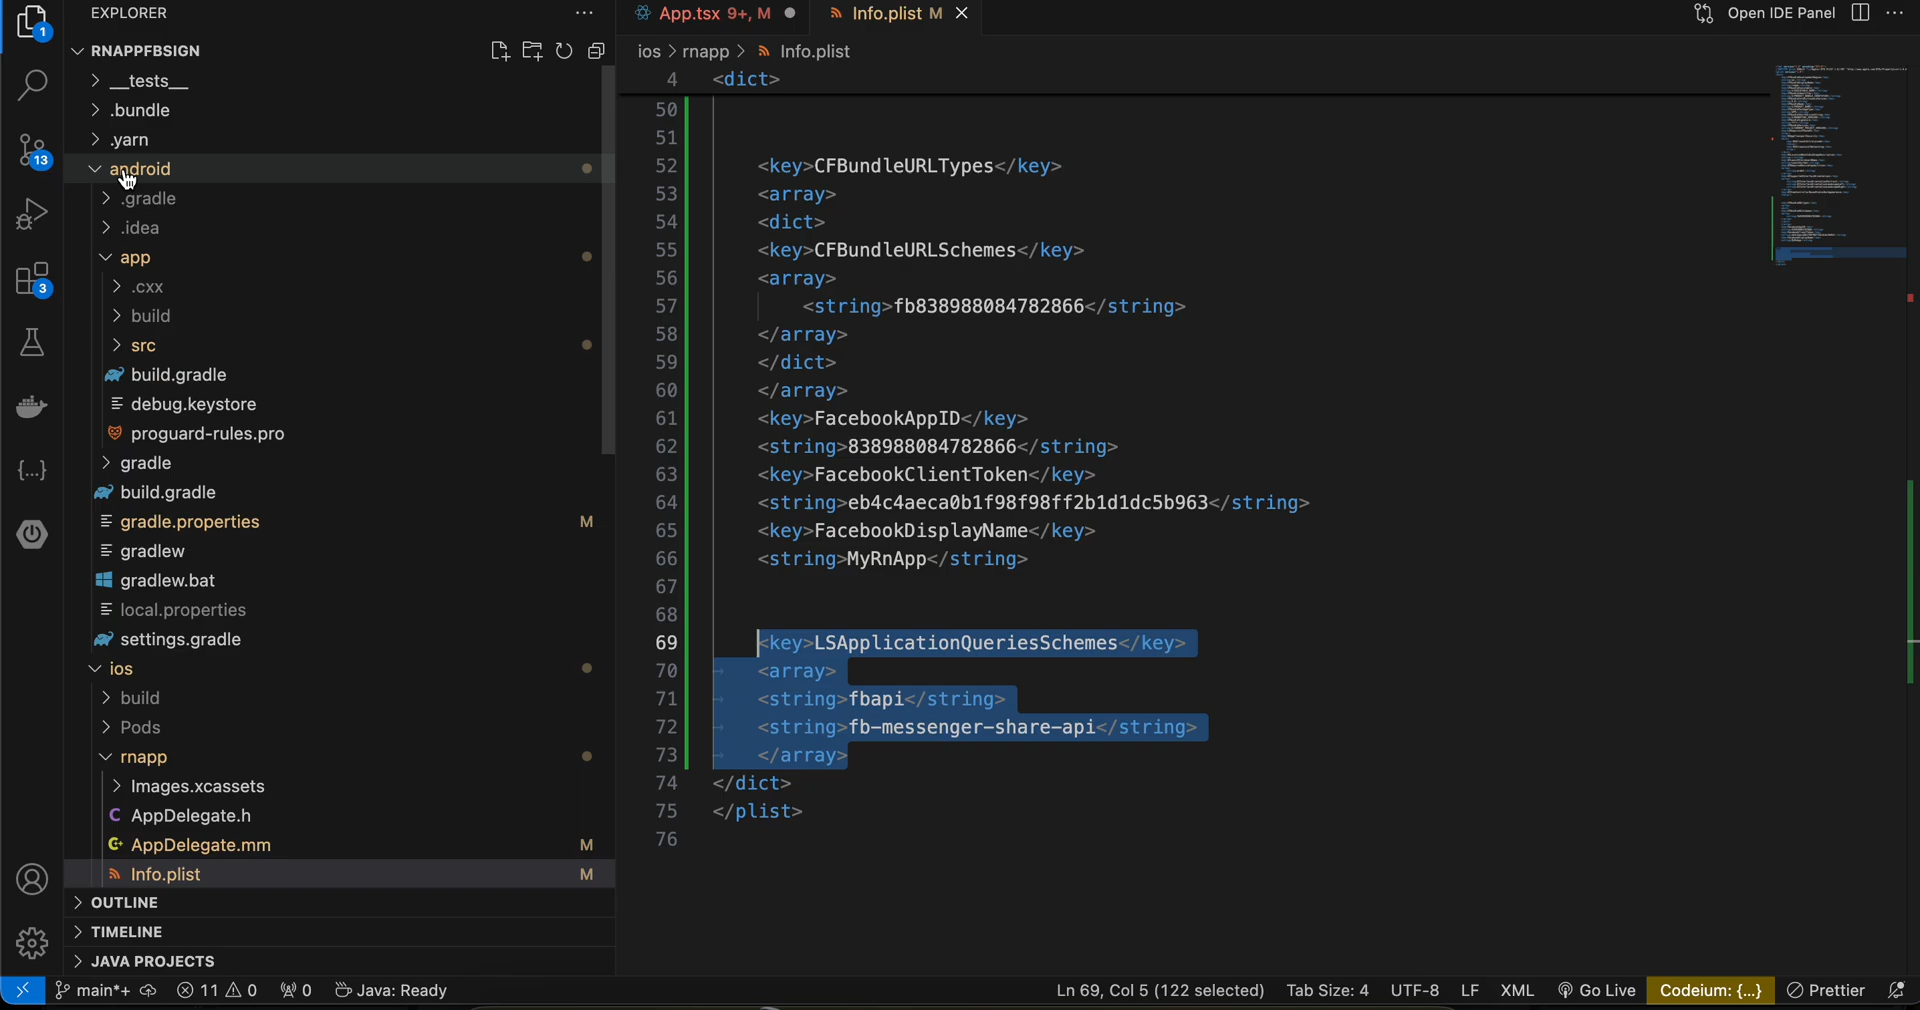 EXPLORER
RNAPPFBSIGN
__tests__
.bundle
.yarn
android
.gradle
.idea
app
.cxx
build
src
build.gradle
debug.keystore
proguard-rules.pro
gradle
build.gradle
gradle.properties M
gradlew
gradlew.bat
local.properties
settings.gradle
ios
build
Pods
rnapp
Images.xcassets
AppDelegate.h
AppDelegate.mm M
Info.plist M
OUTLINE
TIMELINE
JAVA PROJECTS
1
13
3
App.tsx 9+, M
Info.plist M
Open IDE Panel
ios > rnapp > Info.plist
4 <dict>
50
51
52 <key>CFBundleURLTypes</key>
53 <array>
54 <dict>
55 <key>CFBundleURLSchemes</key>
56 <array>
57 <string>fb838988084782866</string>
58 </array>
59 </dict>
60 </array>
61 <key>FacebookAppID</key>
62 <string>838988084782866</string>
63 <key>FacebookClientToken</key>
64 <string>eb4c4aeca0b1f98f98ff2b1d1dc5b963</string>
65 <key>FacebookDisplayName</key>
66 <string>MyRnApp</string>
67
68
69 <key>LSApplicationQueriesSchemes</key>
70 <array>
71 <string>fbapi</string>
72 <string>fb-messenger-share-api</string>
73 </array>
74 </dict>
75 </plist>
76
main*+ 11 0 0 Java: Ready Ln 69, Col 5 (122 selected) Tab Size: 4 UTF-8 LF XML Go Live Codeium: {...} Prettier